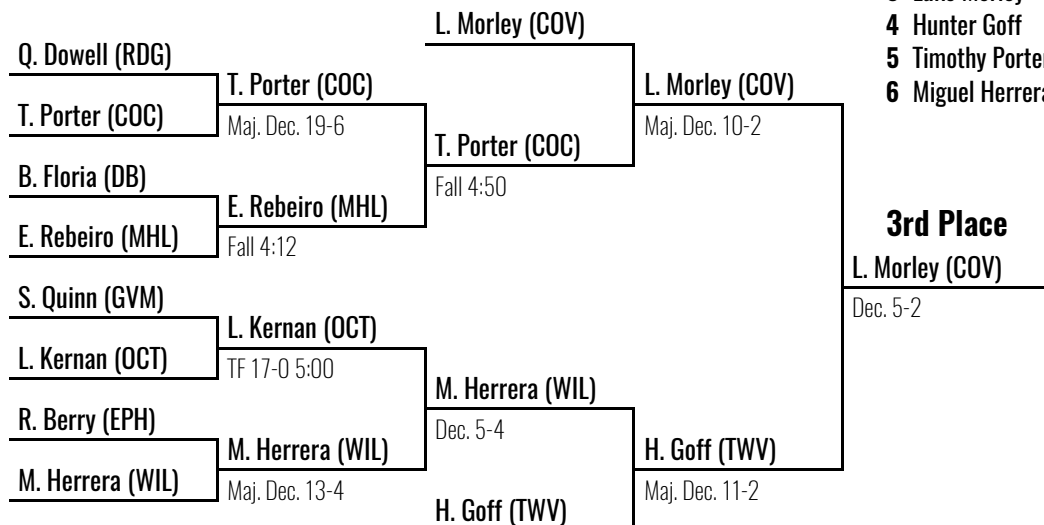 L. Morley (COV)
4 Hunter Goff
Q. Dowell (RDG)
5 Timothy Porter
T. Porter (COC)
L. Morley (COV)
6 Miguel Herrera
T. Porter (COC)
Maj. Dec. 19-6
Maj. Dec. 10-2
T. Porter (COC)
B. Floria (DB)
Fall 4:50
E. Rebeiro (MHL)
3rd Place
E. Rebeiro (MHL)
Fall 4:12
L. Morley (COV)
S. Quinn (GVM)
Dec. 5-2
L. Kernan (OCT)
L. Kernan (OCT)
TF 17-0 5:00
M. Herrera (WIL)
R. Berry (EPH)
Dec. 5-4
M. Herrera (WIL)
H. Goff (TWV)
M. Herrera (WIL)
Maj. Dec. 13-4
Maj. Dec. 11-2
H. Goff (TWV)